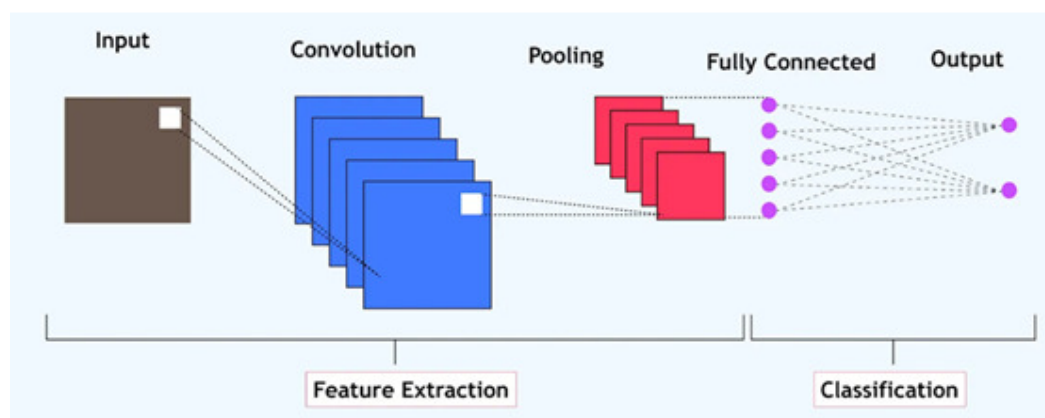 Input
Convolution
Pooling
Fully Connected
Output
Feature Extraction
Classification